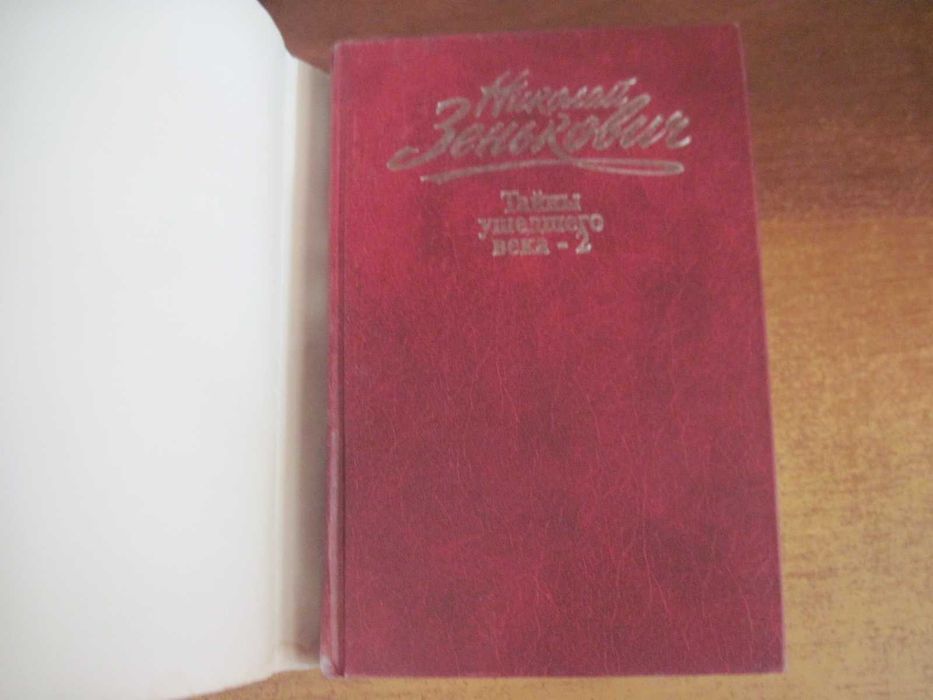 Николай
Зенькович
Тайны
ушедшего
века - 2